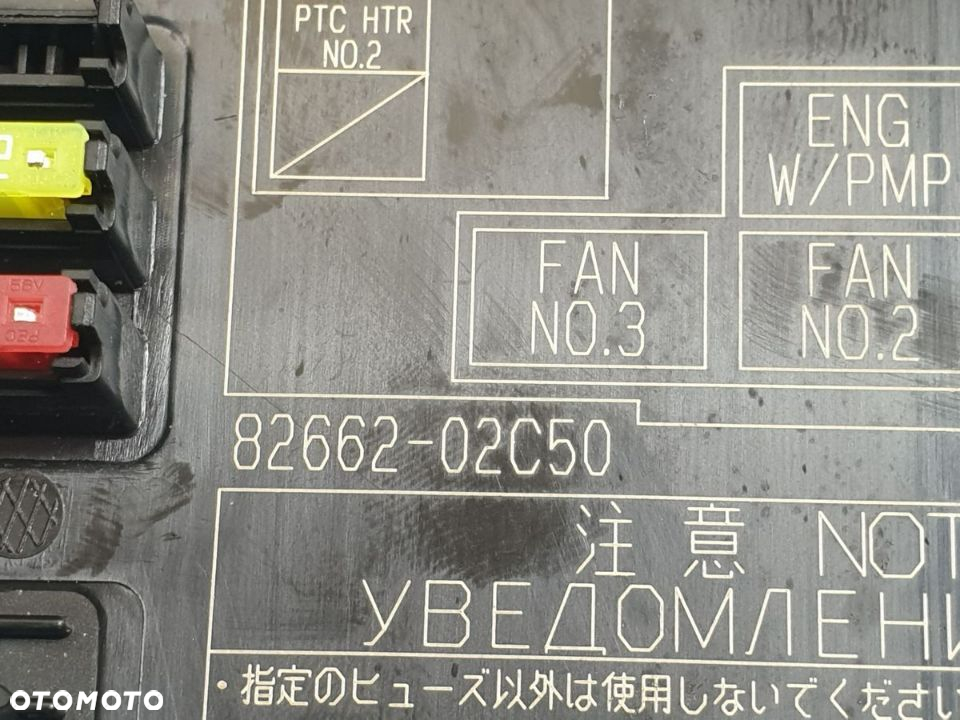 PTC HTR
NO.2
ENG
W/PMP
FAN
NO.3
FAN
NO.2
58V
82662-02C50
注意 NOT
УВЕДОМЛЕНИ
・指定のヒューズ以外は使用しないでください
OTOMOTO